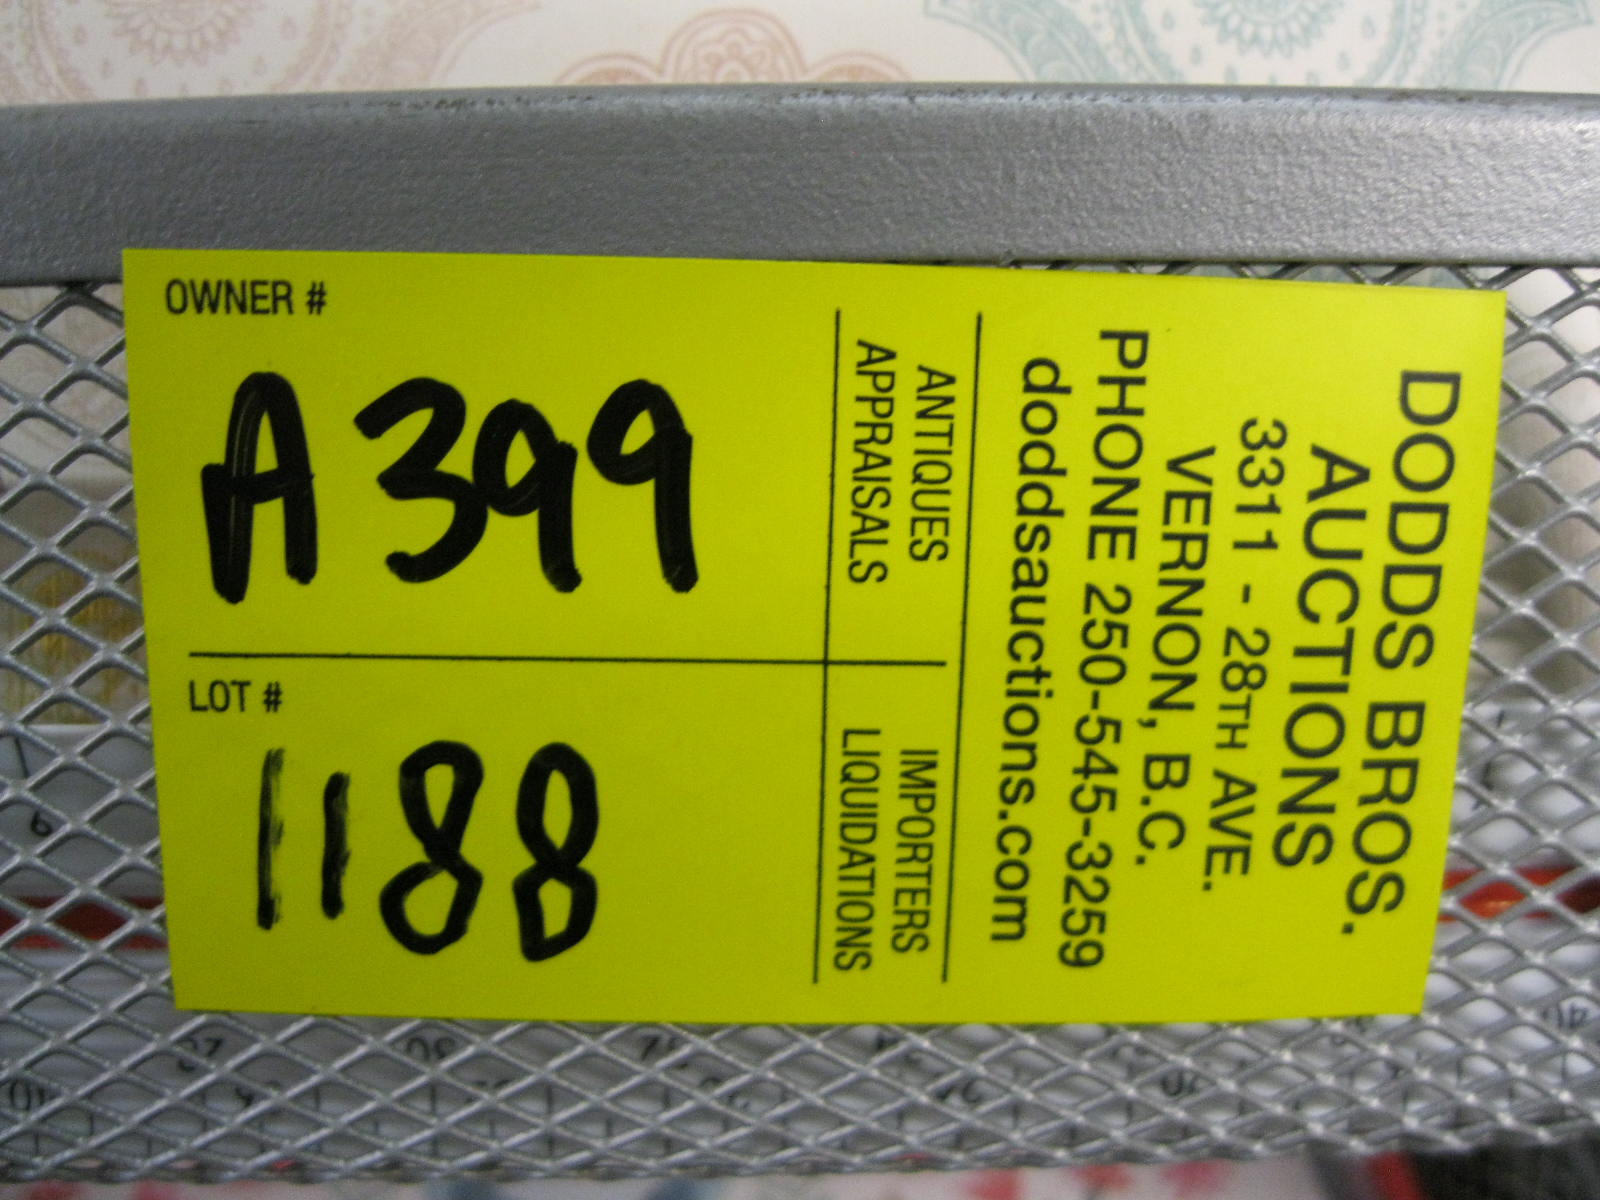 OWNER #
A399
LOT #
1188
ANTIQUES
APPRAISALS
IMPORTERS
LIQUIDATIONS
DODDS BROS.
AUCTIONS
3311 - 28TH AVE.
VERNON, B.C.
PHONE 250-545-3259
doddsauctions.com